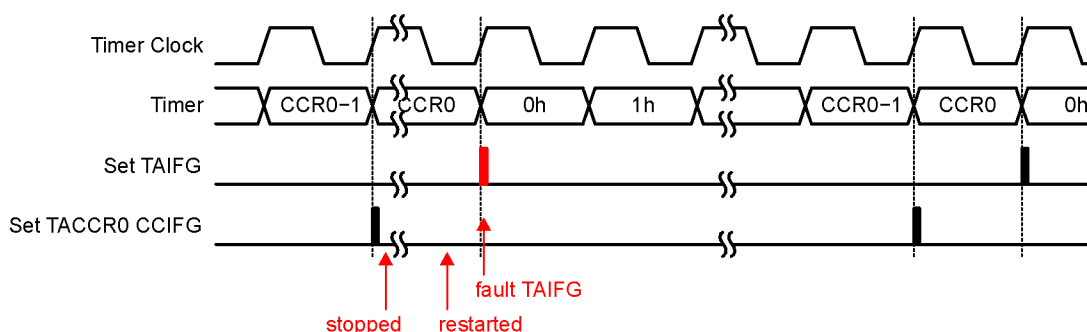 Timer Clock
Timer CCR0−1 CCR0 0h 1h CCR0−1 CCR0 0h
Set TAIFG
Set TACCR0 CCIFG
fault TAIFG
stopped restarted